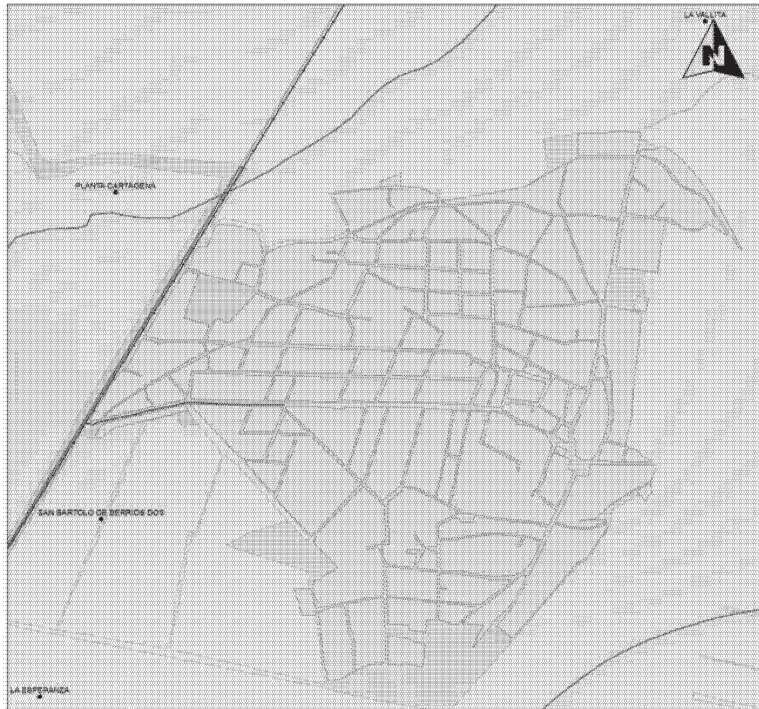 LA VALLITA
N
PLANTA CARTAGENA
SAN BARTOLO DE BERRIOS DOS
LA ESPERANZA